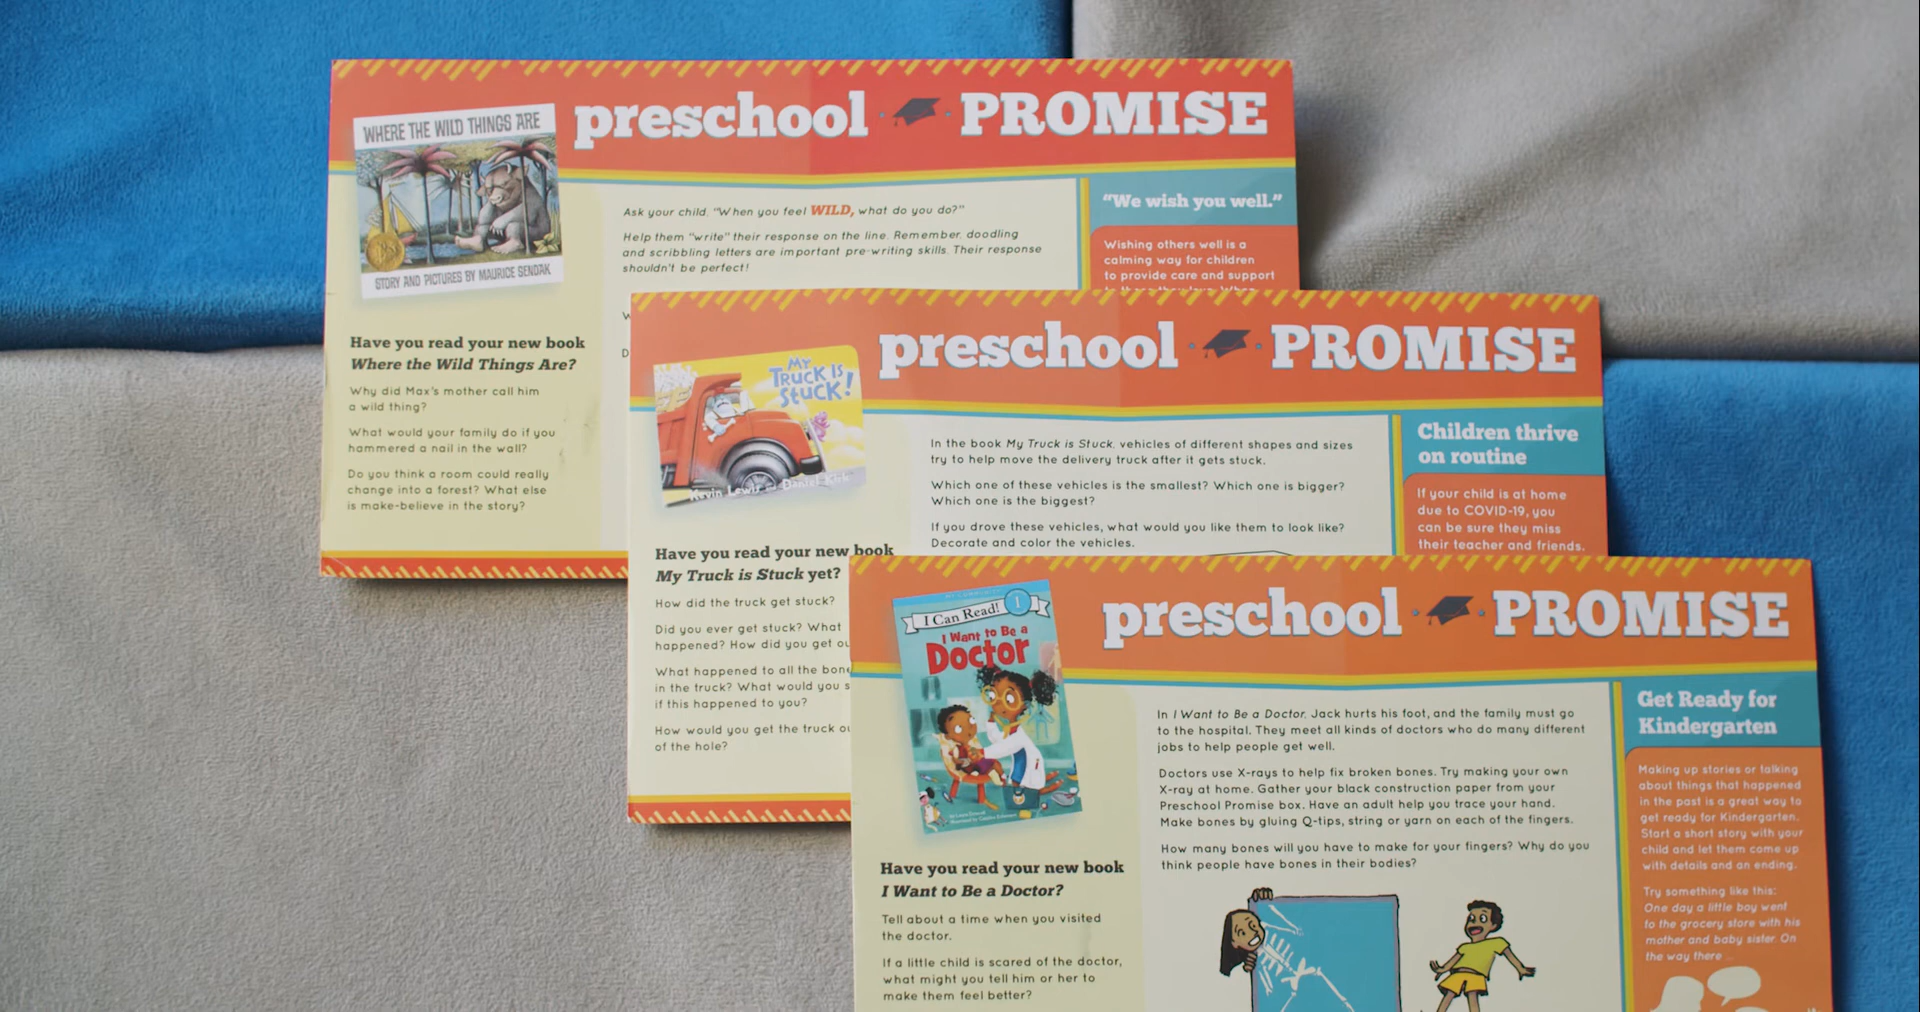 preschool PROMISE
WHERE THE WILD THINGS ARE
STORY AND PICTURES BY MAURICE SENDAK
Have you read your new book
Where the Wild Things Are?
Why did Max's mother call him
a wild thing?
What would your family do if you
hammered a nail in the wall?
Do you think a room could really
change into a forest? What else
is make-believe in the story?
Ask your child, "When you feel WILD, what do you do?"
Help them "write" their response on the line. Remember, doodling
and scribbling letters are important pre-writing skills. Their response
shouldn't be perfect!
"We wish you well."
Wishing others well is a
calming way for children
to provide care and support
preschool PROMISE
MY
TRUCK IS
STUCK!
Kevin Lewis and Daniel Kirk
Have you read your new book
My Truck is Stuck yet?
How did the truck get stuck?
Did you ever get stuck? What
happened? How did you get
What happened to all the
in the truck? What would you
if this happened to you?
How would you get the truck
of the hole?
In the book My Truck is Stuck, vehicles of different shapes and sizes
try to help move the delivery truck after it gets stuck.
Which one of these vehicles is the smallest? Which one is bigger?
Which one is the biggest?
If you drove these vehicles, what would you like them to look like?
Decorate and color the vehicles.
Children thrive
on routine
If your child is at home
due to COVID-19, you
can be sure they miss
their teacher and friends.
preschool PROMISE
I Can Read! 1
I Want to Be a
Doctor
Have you read your new book
I Want to Be a Doctor?
Tell about a time when you visited
the doctor.
If a little child is scared of the doctor,
what might you tell him or her to
make them feel better?
In I Want to Be a Doctor, Jack hurts his foot, and the family must go
to the hospital. They meet all kinds of doctors who do many different
jobs to help people get well.
Doctors use X-rays to help fix broken bones. Try making your own
X-ray at home. Gather your black construction paper from your
Preschool Promise box. Have an adult help you trace your hand.
Make bones by gluing Q-tips, string or yarn on each of the fingers.
How many bones will you have to make for your fingers? Why do you
think people have bones in their bodies?
Get Ready for
Kindergarten
Making up stories or talking
about things that happened
in the past is a great way to
get ready for Kindergarten.
Start a short story with your
child and let them come up
with details and an ending.
Try something like this:
One day a little boy went
to the grocery store with his
mother and baby sister. On
the way there ...